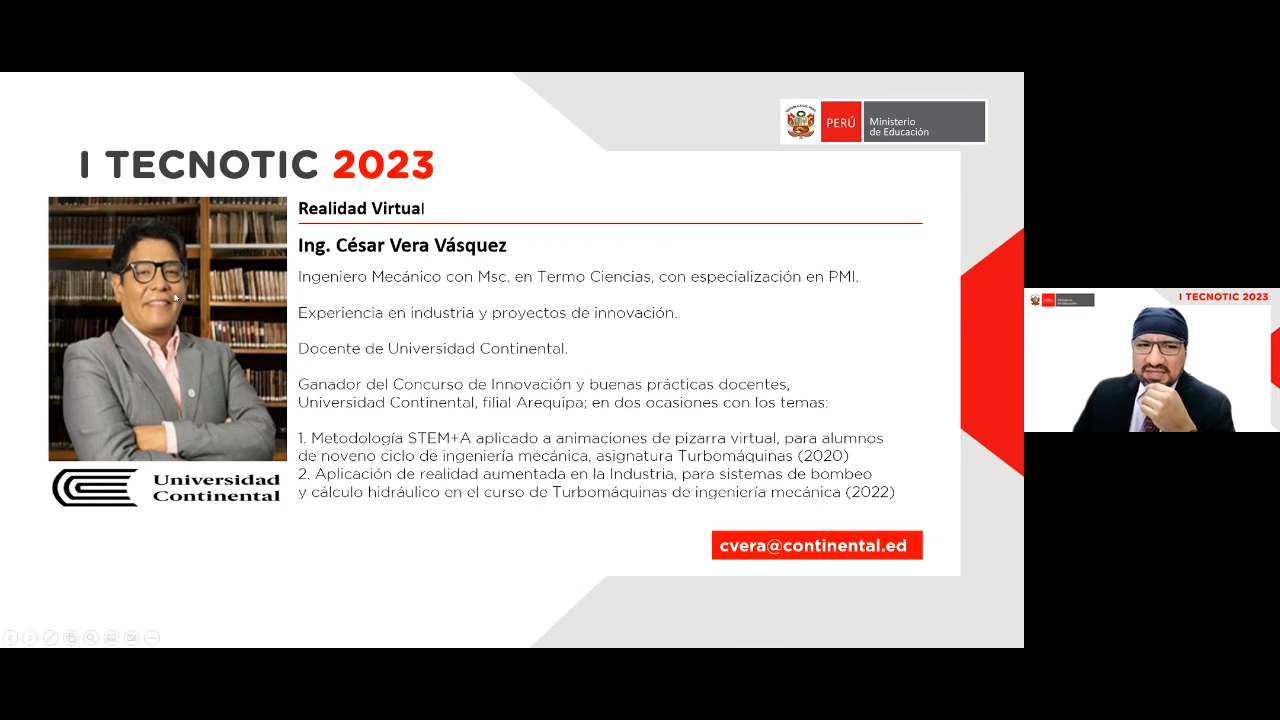 PERÚ
Ministerio
de Educación
I TECNOTIC 2023
Realidad Virtual
Ing. César Vera Vásquez
Ingeniero Mecánico con Msc. en Termo Ciencias, con especialización en PMI.
Experiencia en industria y proyectos de innovación.
Docente de Universidad Continental.
Ganador del Concurso de Innovación y buenas prácticas docentes,
Universidad Continental, filial Arequipa; en dos ocasiones con los temas:
1. Metodología STEM+A aplicado a animaciones de pizarra virtual, para alumnos
de noveno ciclo de ingeniería mecánica, asignatura Turbomáquinas (2020)
2. Aplicación de realidad aumentada en la Industria, para sistemas de bombeo
y cálculo hidráulico en el curso de Turbomáquinas de ingeniería mecánica (2022)
Universidad
Continental
cvera@continental.ed
I TECNOTIC 2023